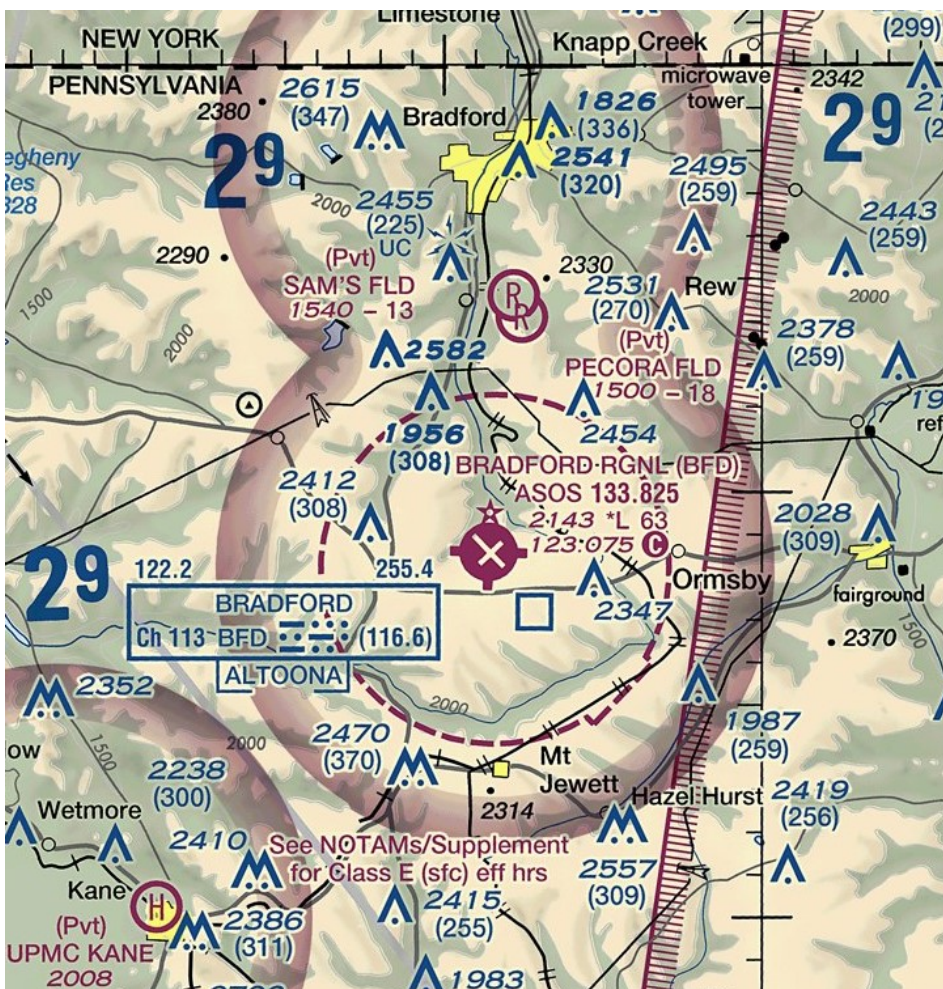 Limestone
(299)
NEW YORK
Knapp Creek
PENNSYLVANIA
microwave
tower
2342
2615
(347)
2380
Bradford
1826
(336)
2541
(320)
29
29
2495
(259)
2455
(225)
UC
2000
2443
(259)
2290
(Pvt)
SAM'S FLD
1540 - 13
2330
R
R
2531
(270)
Rew
2000
1500
2000
2378
(259)
(Pvt)
PECORA FLD
1500 - 18
2582
1956
(308)
2454
BRADFORD RGNL (BFD)
ASOS 133.825
2143 *L 63
123.075 C
2412
(308)
2028
(309)
29
122.2
255.4
BRADFORD
Ch 113 BFD (116.6)
ALTOONA
Ormsby
2347
fairground
2370
1500
2352
2000
1987
(259)
1500
2000
2470
(370)
Mt
Jewett
2314
Hazel Hurst
2419
(256)
2238
(300)
Wetmore
2410
See NOTAMs/Supplement
for Class E (sfc) eff hrs
2557
(309)
Kane
H
2415
(255)
(Pvt)
UPMC KANE
2008
2386
(311)
1983